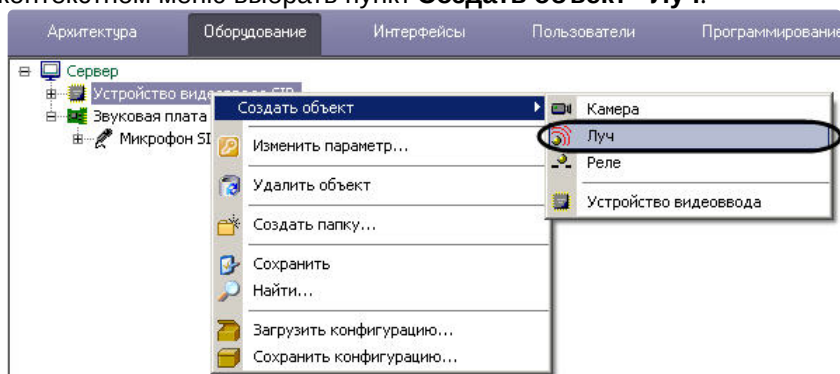 контекстном меню выбрать пункт Создать объект - Луч.
Архитектура Оборудование Интерфейсы Пользователи Программирование
Сервер
Устройство видеоввода SIP
Создать объект
Камера
Звуковая плата
Луч
Микрофон SI
Изменить параметр...
Реле
Удалить объект
Устройство видеоввода
Создать папку...
Сохранить
Найти...
Загрузить конфигурацию...
Сохранить конфигурацию...